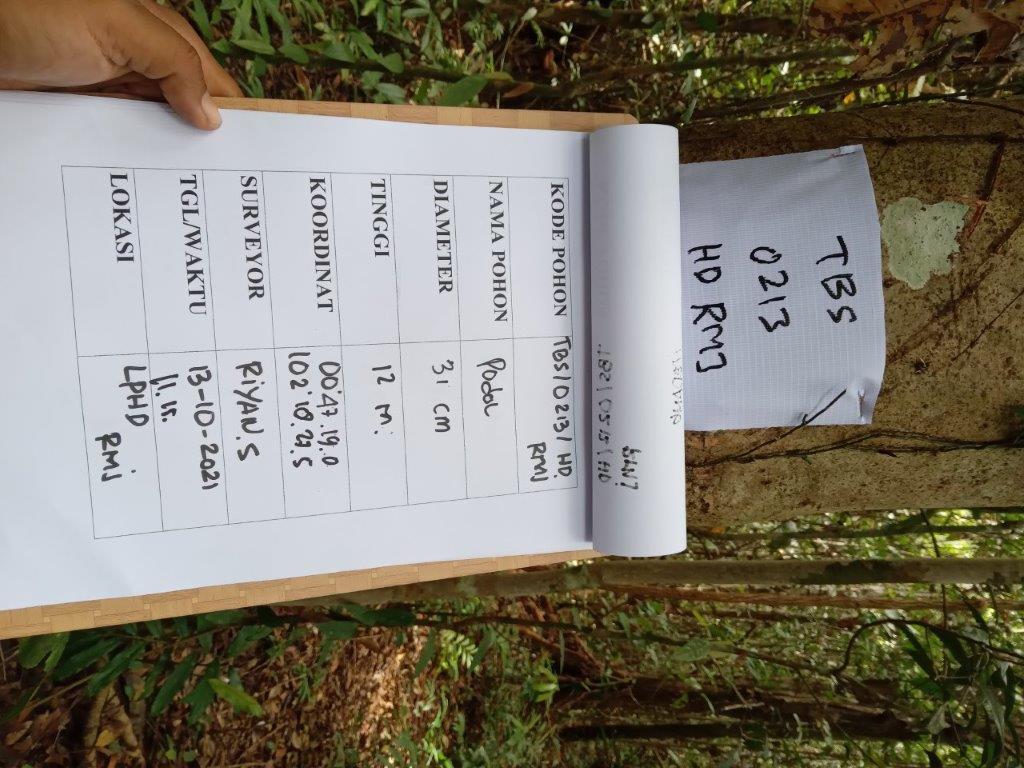 TBS
0213
HD RMJ
KODE POHON TBS/0213/ HD.
RMJ
NAMA POHON Podol
DIAMETER 31 cm
TINGGI 12 m.
KOORDINAT 00°47.19.0
102°18.27.5
SURVEYOR RiYAN.S
TGL/WAKTU 13-10-2021
11.15.
LOKASI LPHD
RMJ